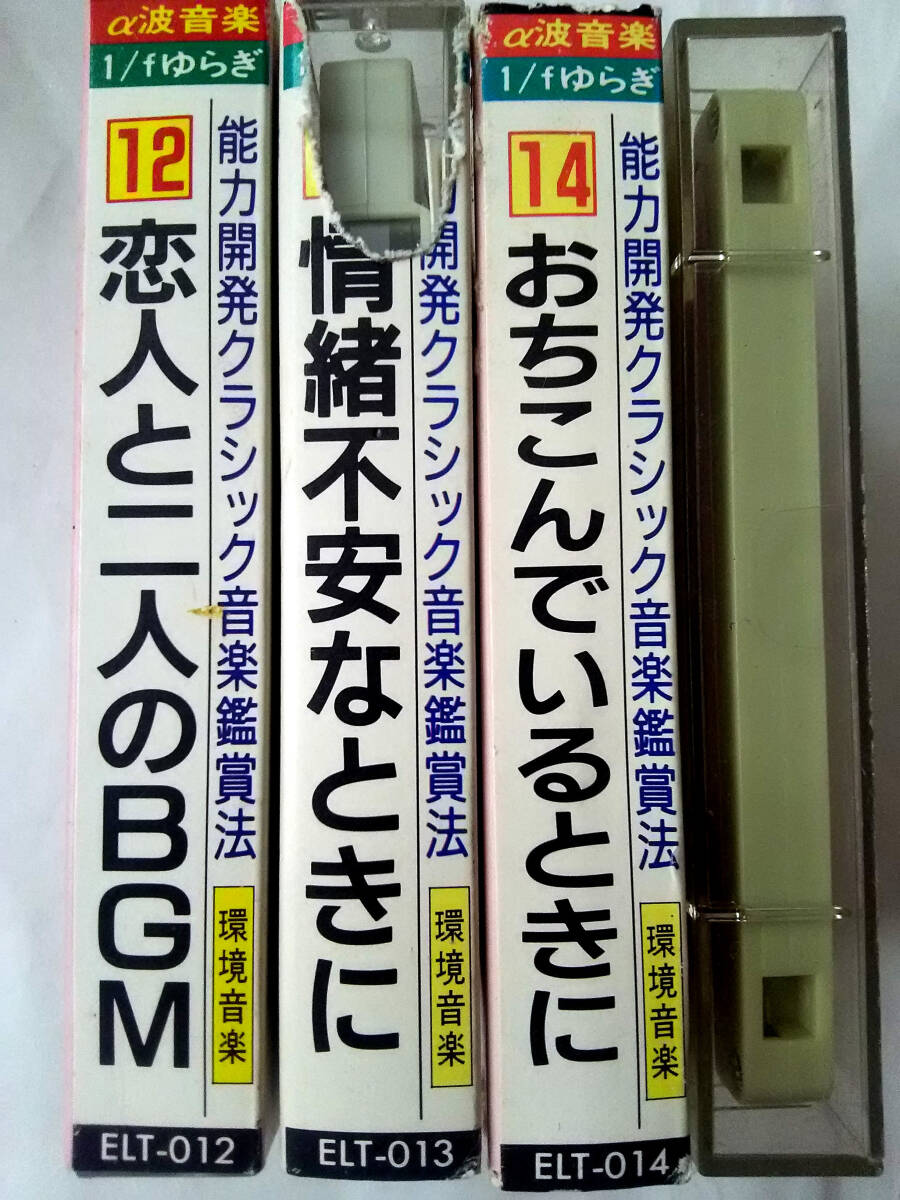 α波音楽
1/fゆらぎ
12
恋人と二人のBGM
能力開発クラシック音楽鑑賞法
環境音楽
ELT-012
情緒不安なときに
開発クラシック音楽鑑賞法
環境音楽
ELT-013
α波音楽
1/fゆらぎ
14
おちこんでいるときに
能力開発クラシック音楽鑑賞法
環境音楽
ELT-014